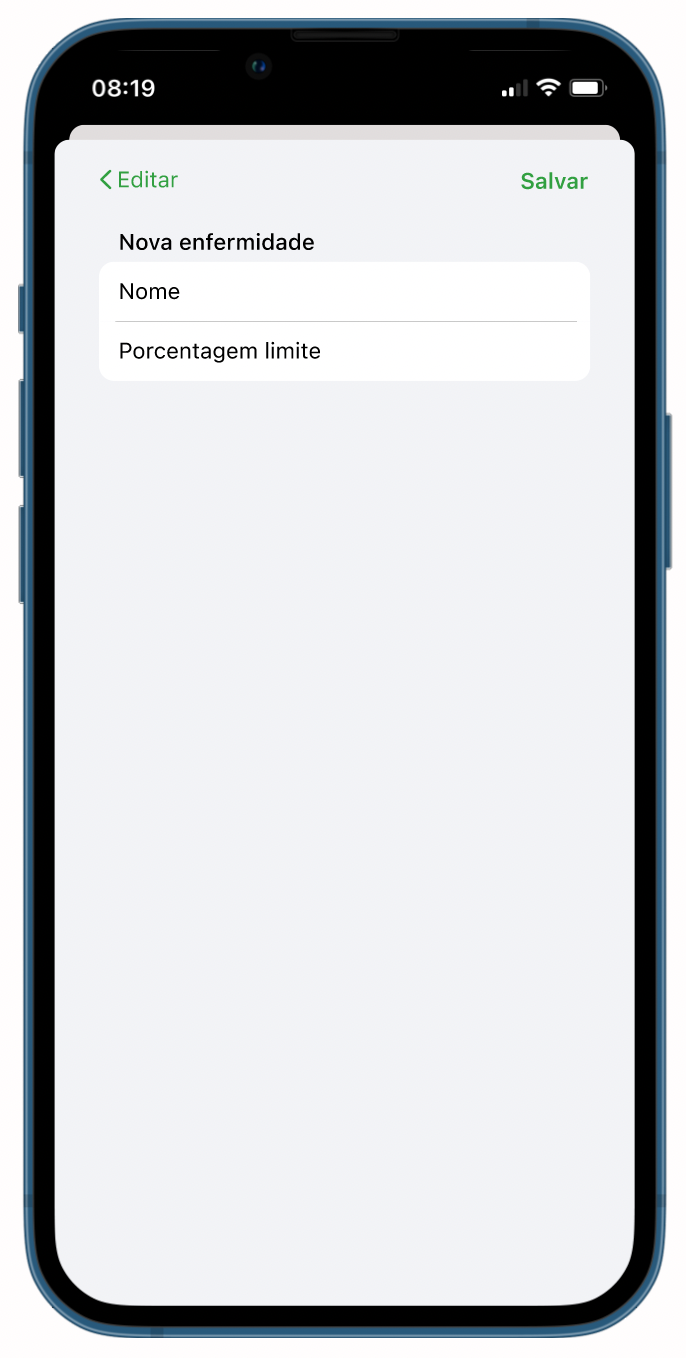 08:19
Editar
Salvar
Nova enfermidade
Nome
Porcentagem limite